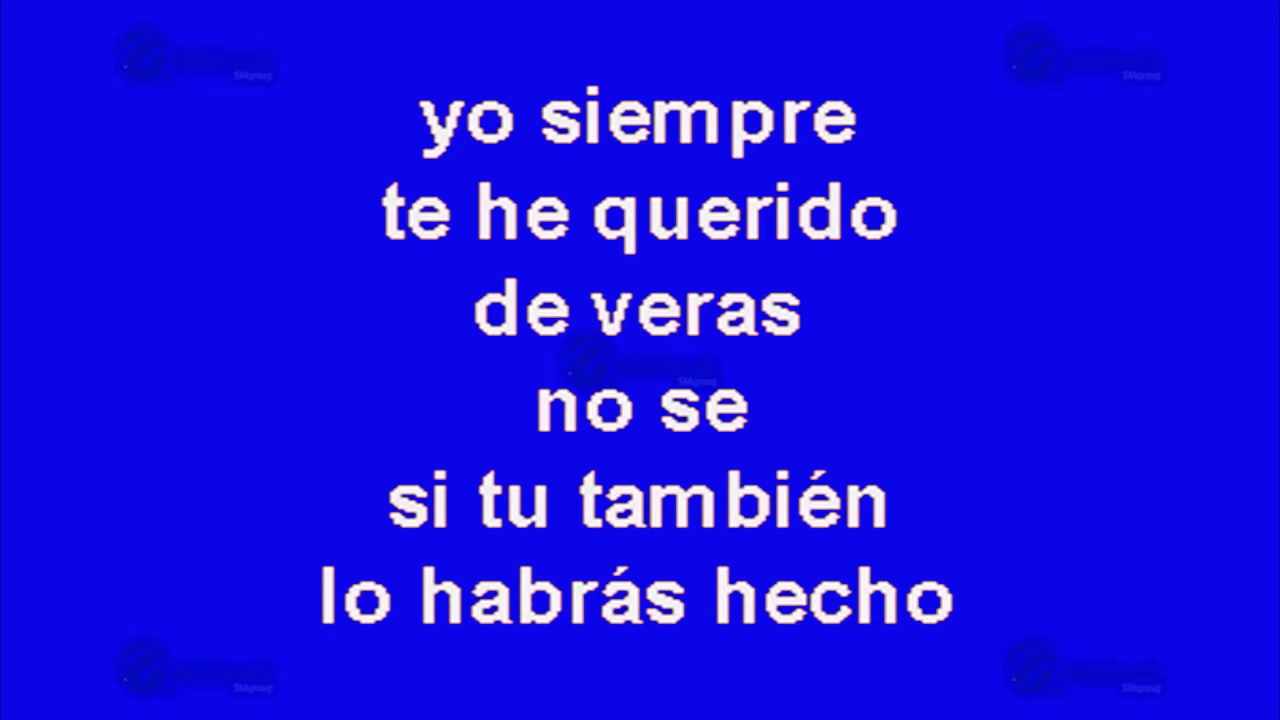 yo siempre
te he querido
de veras
no se
si tu también
lo habrás hecho